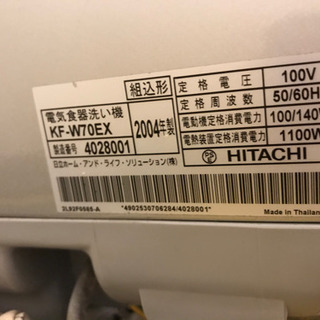 組込形
電気食器洗い機
KF-W70EX
2004年製
製造番号 4028001
日立ホーム・アンド・ライフ・ソリューション(株)
定格電圧 100V
定格周波数 50/60H
電動機定格消費電力 100/140W
電熱装置定格消費電力 1100W
PS E HITACHI
2L93F0086-A
*4902530706284/4028001*
Made in Thailan